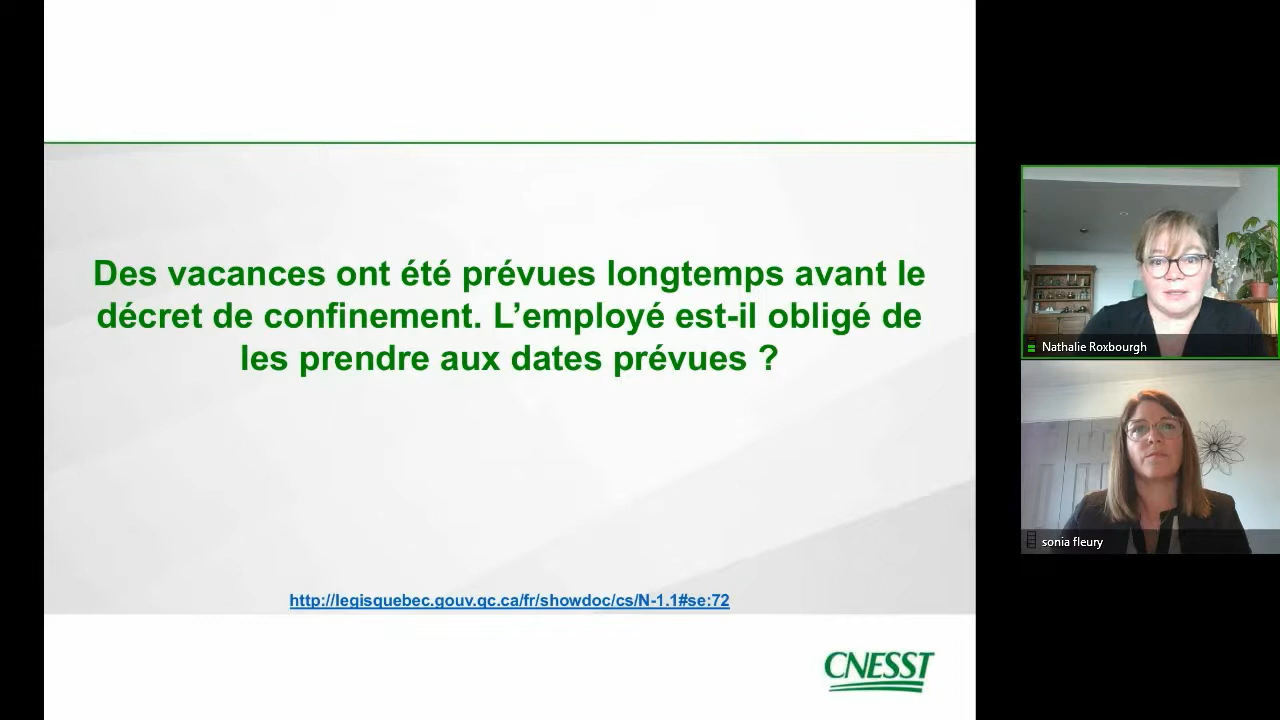 Des vacances ont été prévues longtemps avant le
décret de confinement. L’employé est-il obligé de
les prendre aux dates prévues ?
http://legisquebec.gouv.qc.ca/fr/showdoc/cs/N-1.1#se:72
CNESST
Nathalie Roxbourgh
sonia fleury